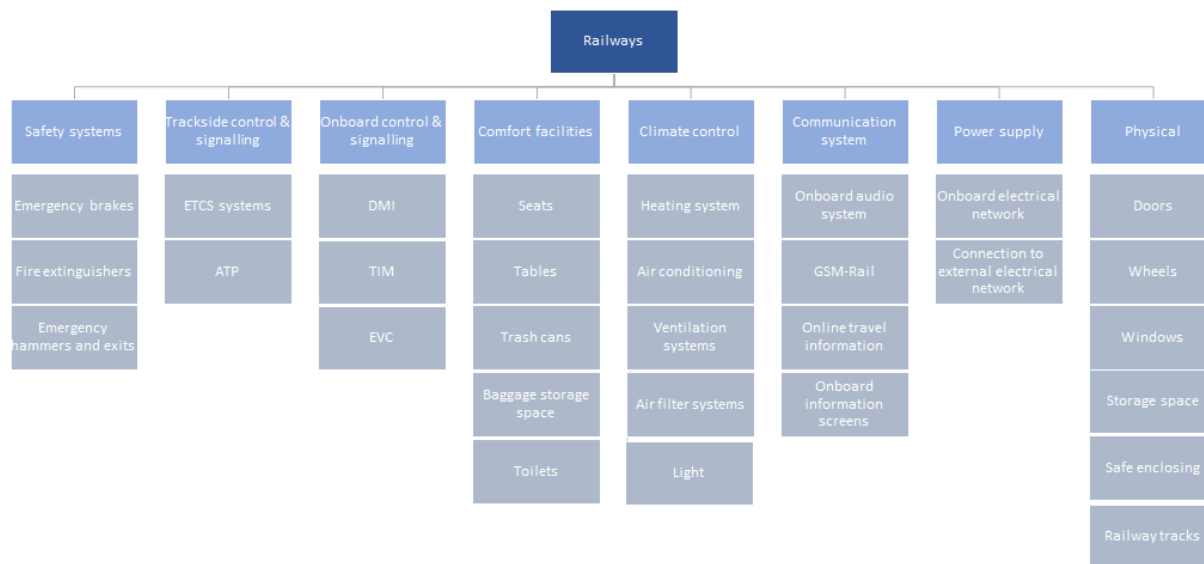 Railways
Safety systems
Trackside control &
signalling
Onboard control &
signalling
Comfort facilities
Climate control
Communication
system
Power supply
Physical
Emergency brakes
Fire extinguishers
Emergency
hammers and exits
ETCS systems
ATP
DMI
TIM
EVC
Seats
Tables
Trash cans
Baggage storage
space
Toilets
Heating system
Air conditioning
Ventilation
systems
Air filter systems
Light
Onboard audio
system
GSM-Rail
Online travel
information
Onboard
information
screens
Onboard electrical
network
Connection to
external electrical
network
Doors
Wheels
Windows
Storage space
Safe enclosing
Railway tracks